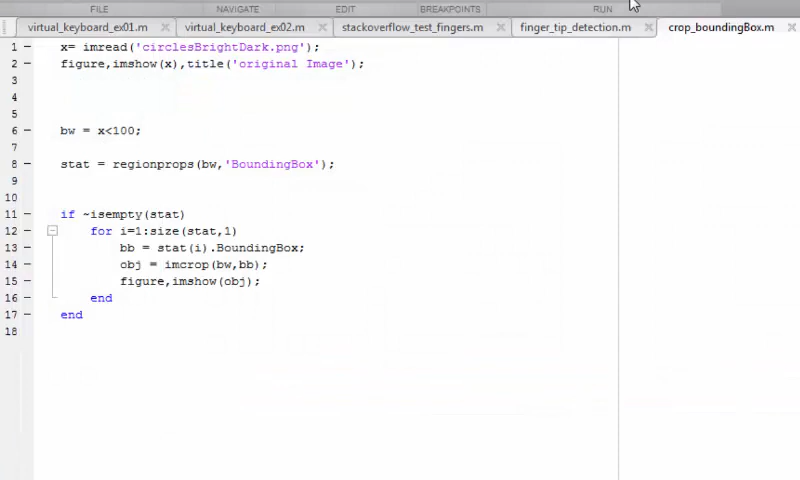 FILE NAVIGATE EDIT BREAKPOINTS RUN
virtual_keyboard_ex01.m virtual_keyboard_ex02.m stackoverflow_test_fingers.m finger_tip_detection.m crop_boundingBox.m
1 x= imread('circlesBrightDark.png');
2 figure,imshow(x),title('original Image');
3
4
5
6 bw = x<100;
7
8 stat = regionprops(bw,'BoundingBox');
9
10
11 if ~isempty(stat)
12 for i=1:size(stat,1)
13 bb = stat(i).BoundingBox;
14 obj = imcrop(bw,bb);
15 figure,imshow(obj);
16 end
17 end
18